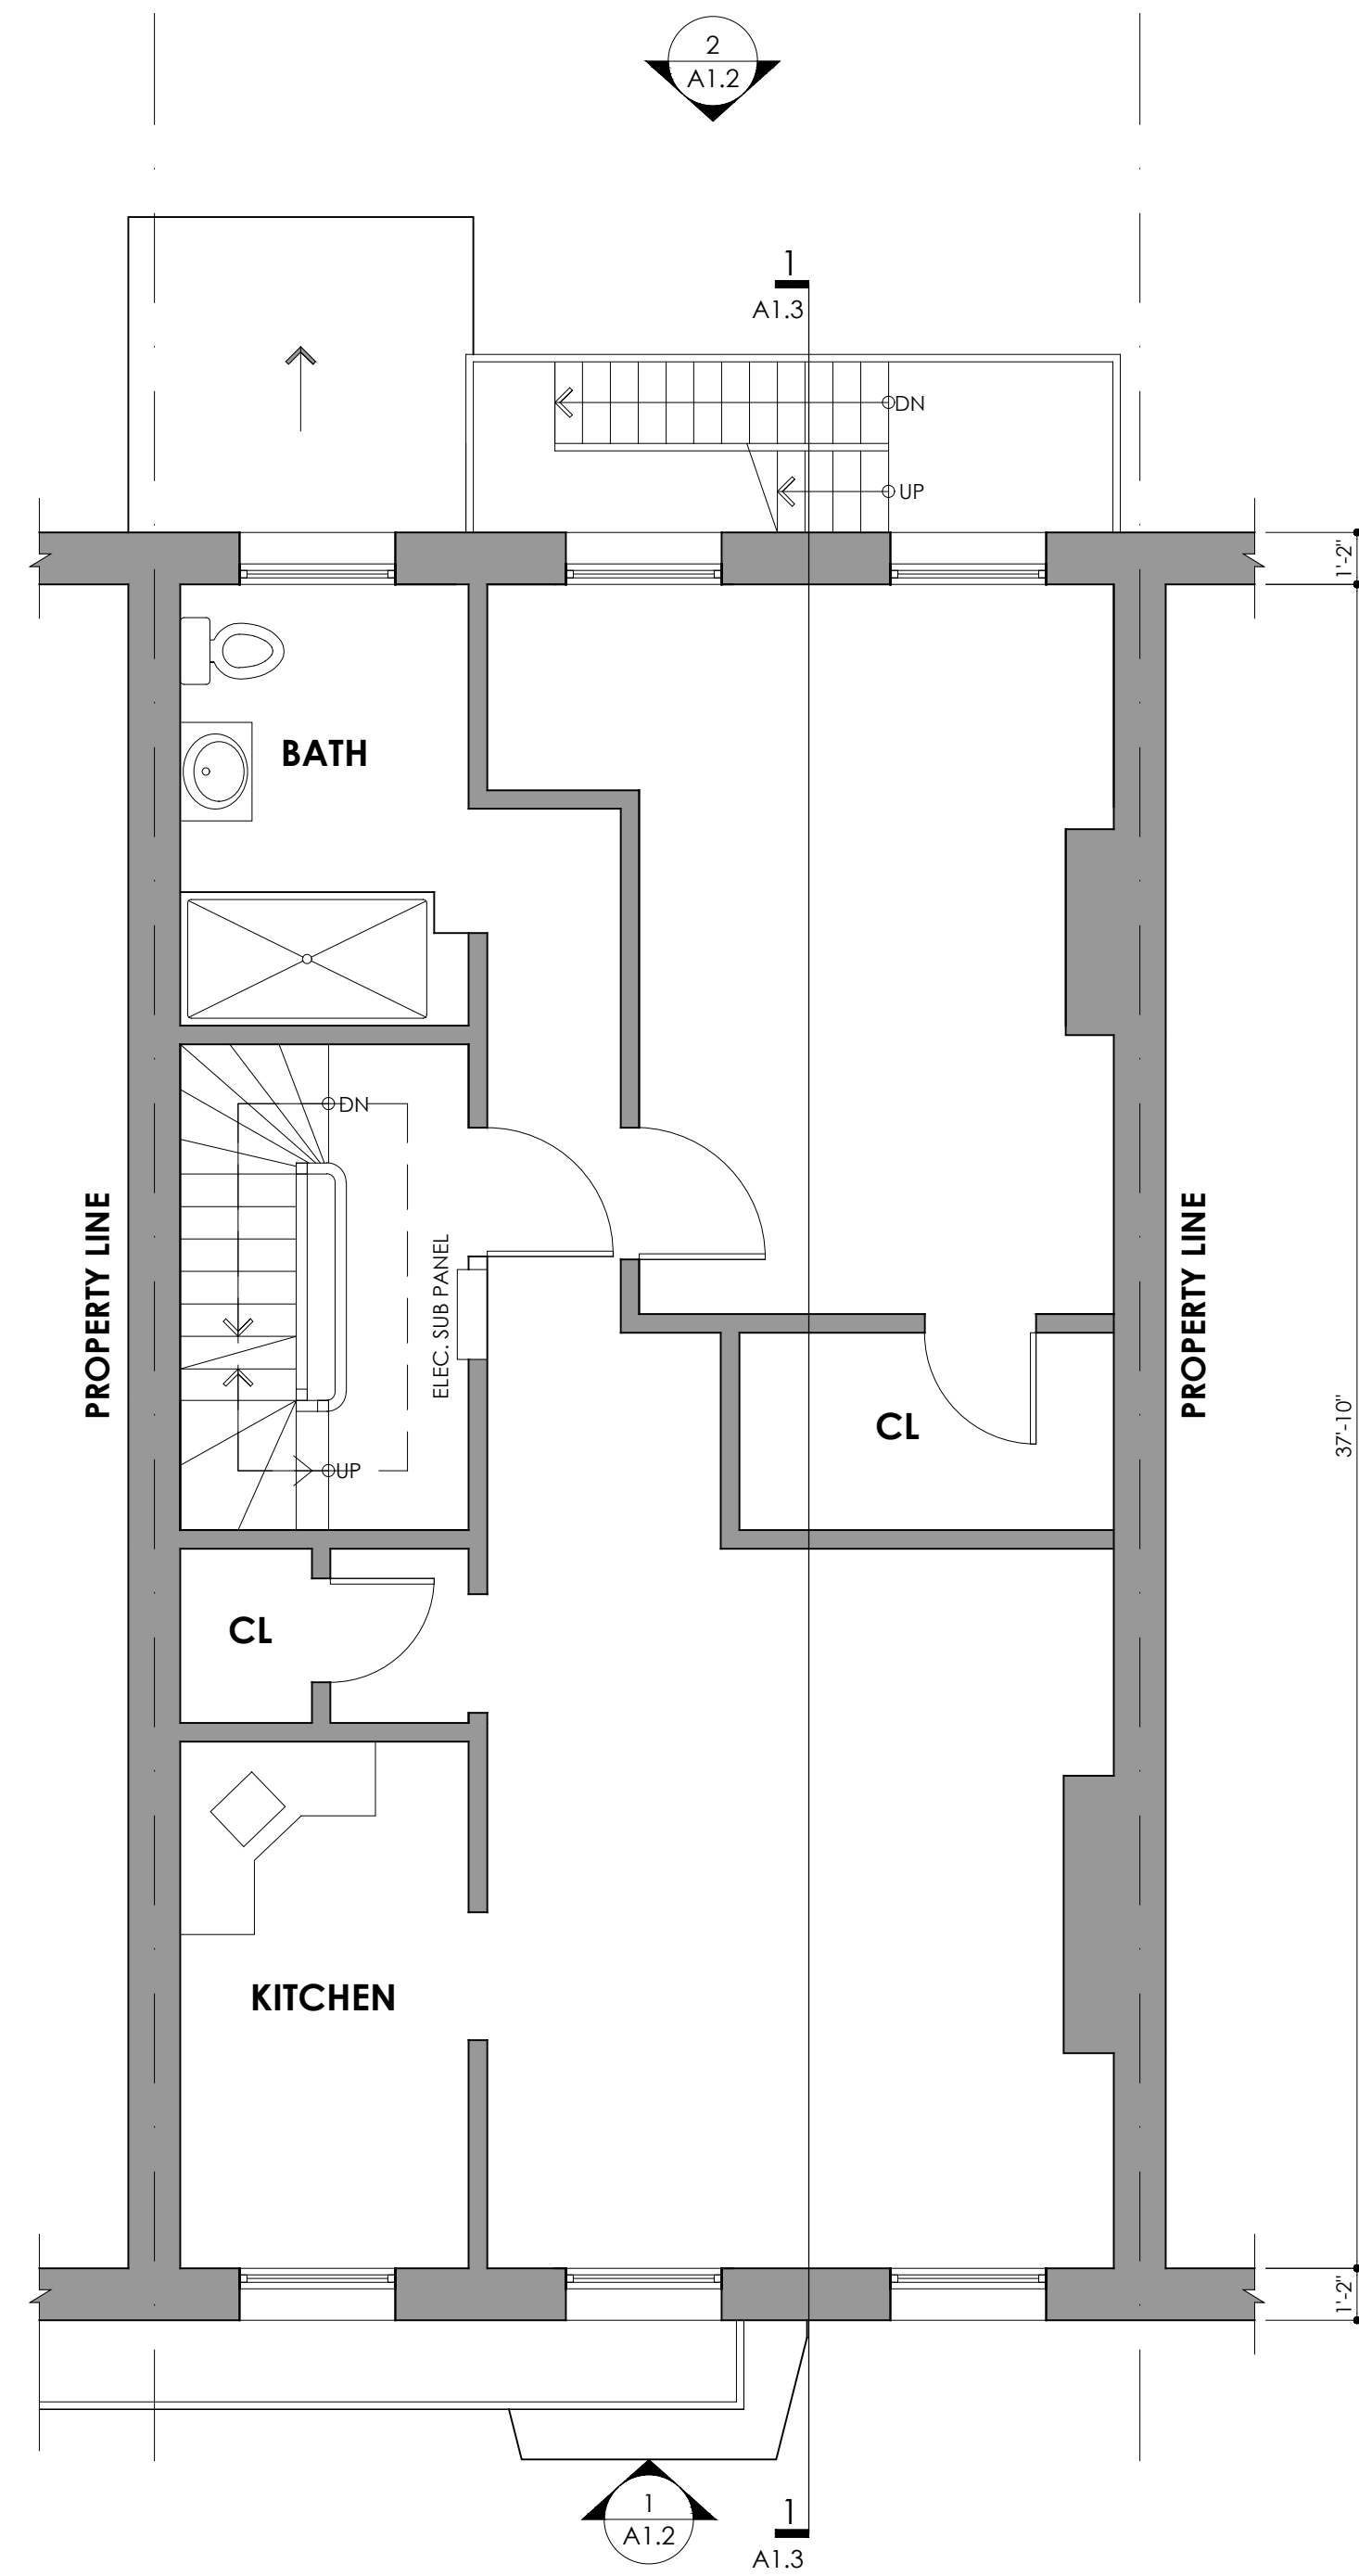 2
A1.2
1
A1.3
DN
UP
1'-2"
BATH
DN
PROPERTY LINE
ELEC. SUB PANEL
PROPERTY LINE
37'-10"
CL
UP
CL
KITCHEN
1'-2"
1
A1.2
1
A1.3